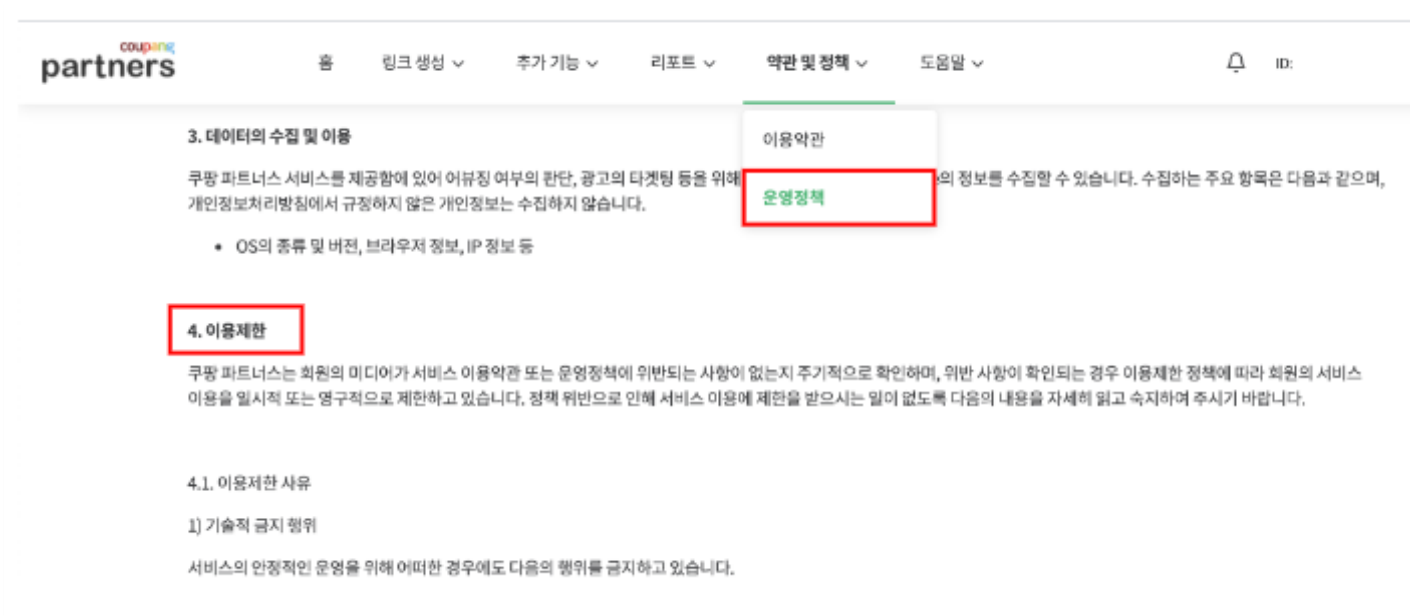 coupang
partners
홈 링크 생성 추가 기능 리포트 약관 및 정책 도움말 ID:
이용약관
운영정책
3. 데이터의 수집 및 이용
쿠팡 파트너스 서비스를 제공함에 있어 어뷰징 여부의 판단, 광고의 타겟팅 등을 위해 의 정보를 수집할 수 있습니다. 수집하는 주요 항목은 다음과 같으며,
개인정보처리방침에서 규정하지 않은 개인정보는 수집하지 않습니다.
• OS의 종류 및 버전, 브라우저 정보, IP 정보 등
4. 이용제한
쿠팡 파트너스는 회원의 미디어가 서비스 이용약관 또는 운영정책에 위반되는 사항이 없는지 주기적으로 확인하며, 위반 사항이 확인되는 경우 이용제한 정책에 따라 회원의 서비스
이용을 일시적 또는 영구적으로 제한하고 있습니다. 정책 위반으로 인해 서비스 이용에 제한을 받으시는 일이 없도록 다음의 내용을 자세히 읽고 숙지하여 주시기 바랍니다.
4.1. 이용제한 사유
1) 기술적 금지 행위
서비스의 안정적인 운영을 위해 어떠한 경우에도 다음의 행위를 금지하고 있습니다.